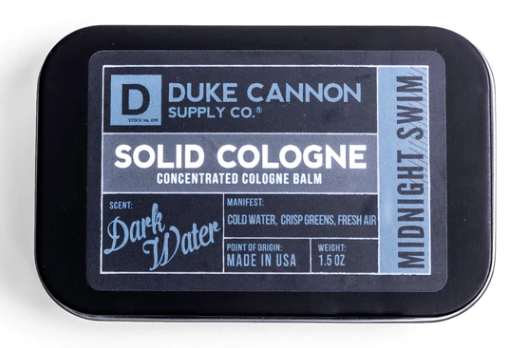 D
STOCK No. 699
DUKE CANNON
SUPPLY CO.®
SOLID COLOGNE
CONCENTRATED COLOGNE BALM
SCENT:
Dark
Water
MANIFEST:
COLD WATER, CRISP GREENS, FRESH AIR
POINT OF ORIGIN:
MADE IN USA
WEIGHT:
1.5 OZ
MIDNIGHT SWIM